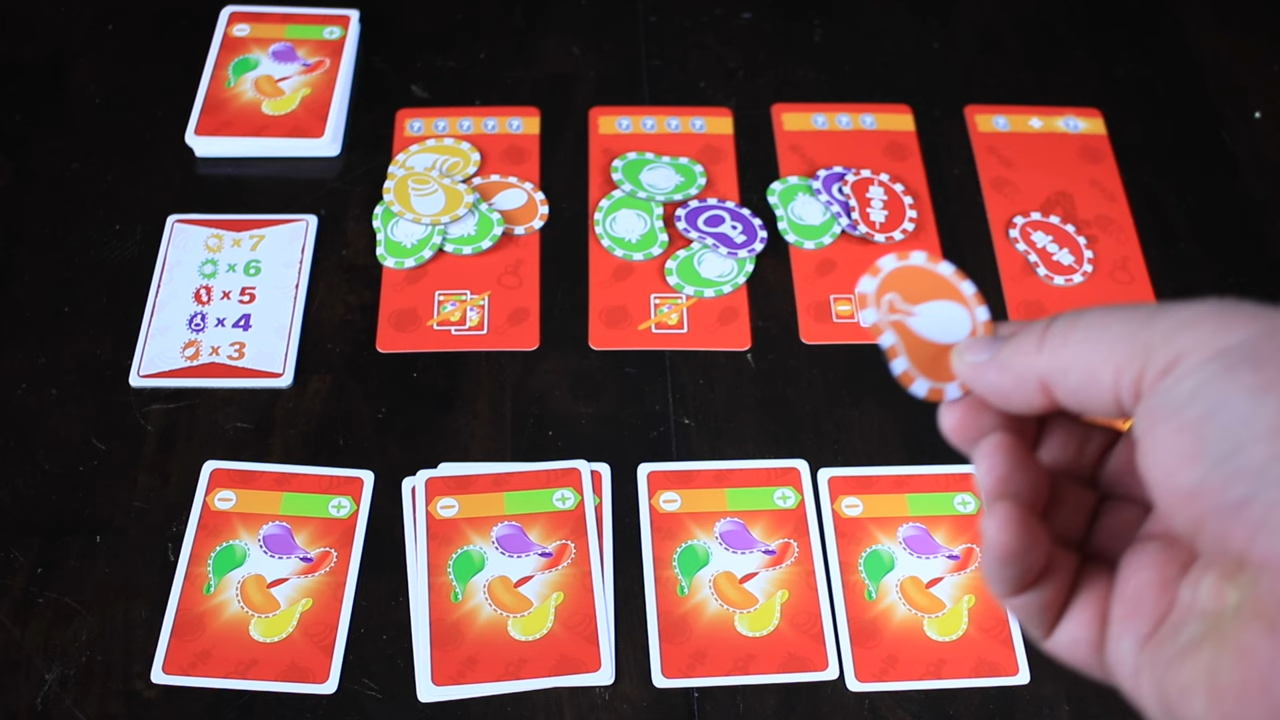 x 7
x 6
x 5
x 4
x 3
? ? ? ? ?
? ? ? ?
? ? ?
? + ?
- +
- +
- +
- +
- +